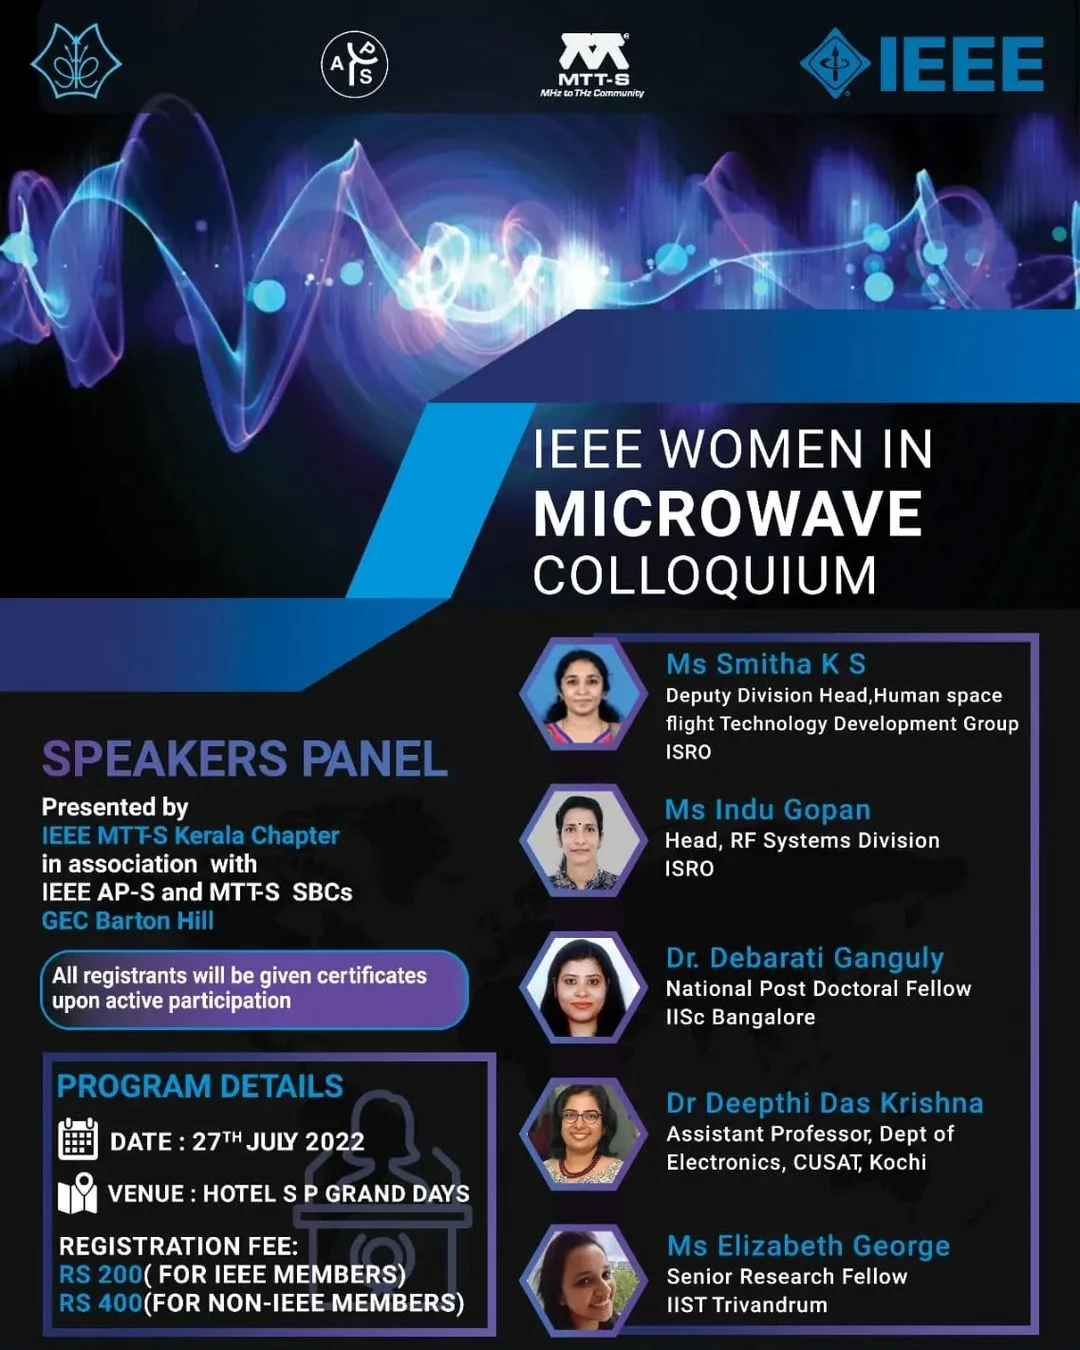 A P S
MTT-S
MHz to THz Community
IEEE
IEEE WOMEN IN
MICROWAVE
COLLOQUIUM
SPEAKERS PANEL
Presented by
IEEE MTT-S Kerala Chapter
in association with
IEEE AP-S and MTT-S SBCs
GEC Barton Hill
All registrants will be given certificates
upon active participation
PROGRAM DETAILS
DATE : 27TH JULY 2022
VENUE : HOTEL S P GRAND DAYS
REGISTRATION FEE:
RS 200( FOR IEEE MEMBERS)
RS 400(FOR NON-IEEE MEMBERS)
Ms Smitha K S
Deputy Division Head,Human space
flight Technology Development Group
ISRO
Ms Indu Gopan
Head, RF Systems Division
ISRO
Dr. Debarati Ganguly
National Post Doctoral Fellow
IISc Bangalore
Dr Deepthi Das Krishna
Assistant Professor, Dept of
Electronics, CUSAT, Kochi
Ms Elizabeth George
Senior Research Fellow
IIST Trivandrum